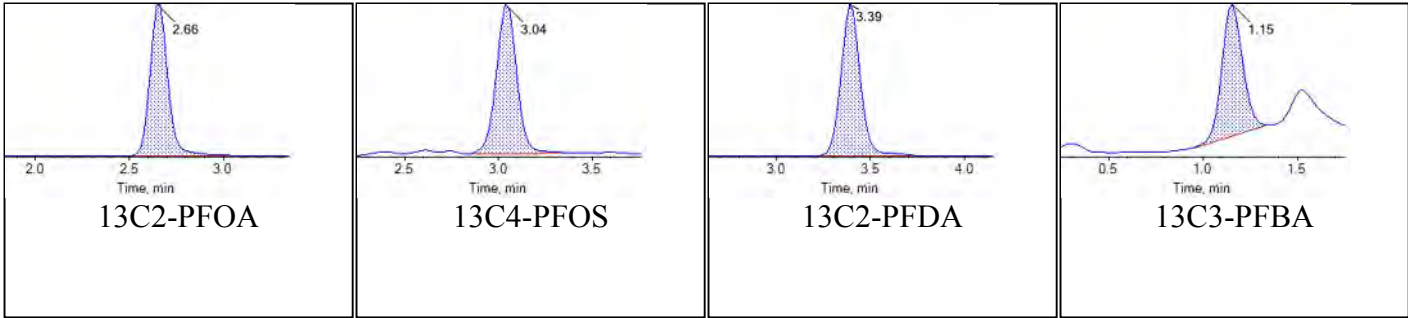 2.66
2.0 2.5 3.0
Time, min
13C2-PFOA
3.04
2.5 3.0 3.5
Time, min
13C4-PFOS
3.39
3.0 3.5 4.0
Time, min
13C2-PFDA
1.15
0.5 1.0 1.5
Time, min
13C3-PFBA